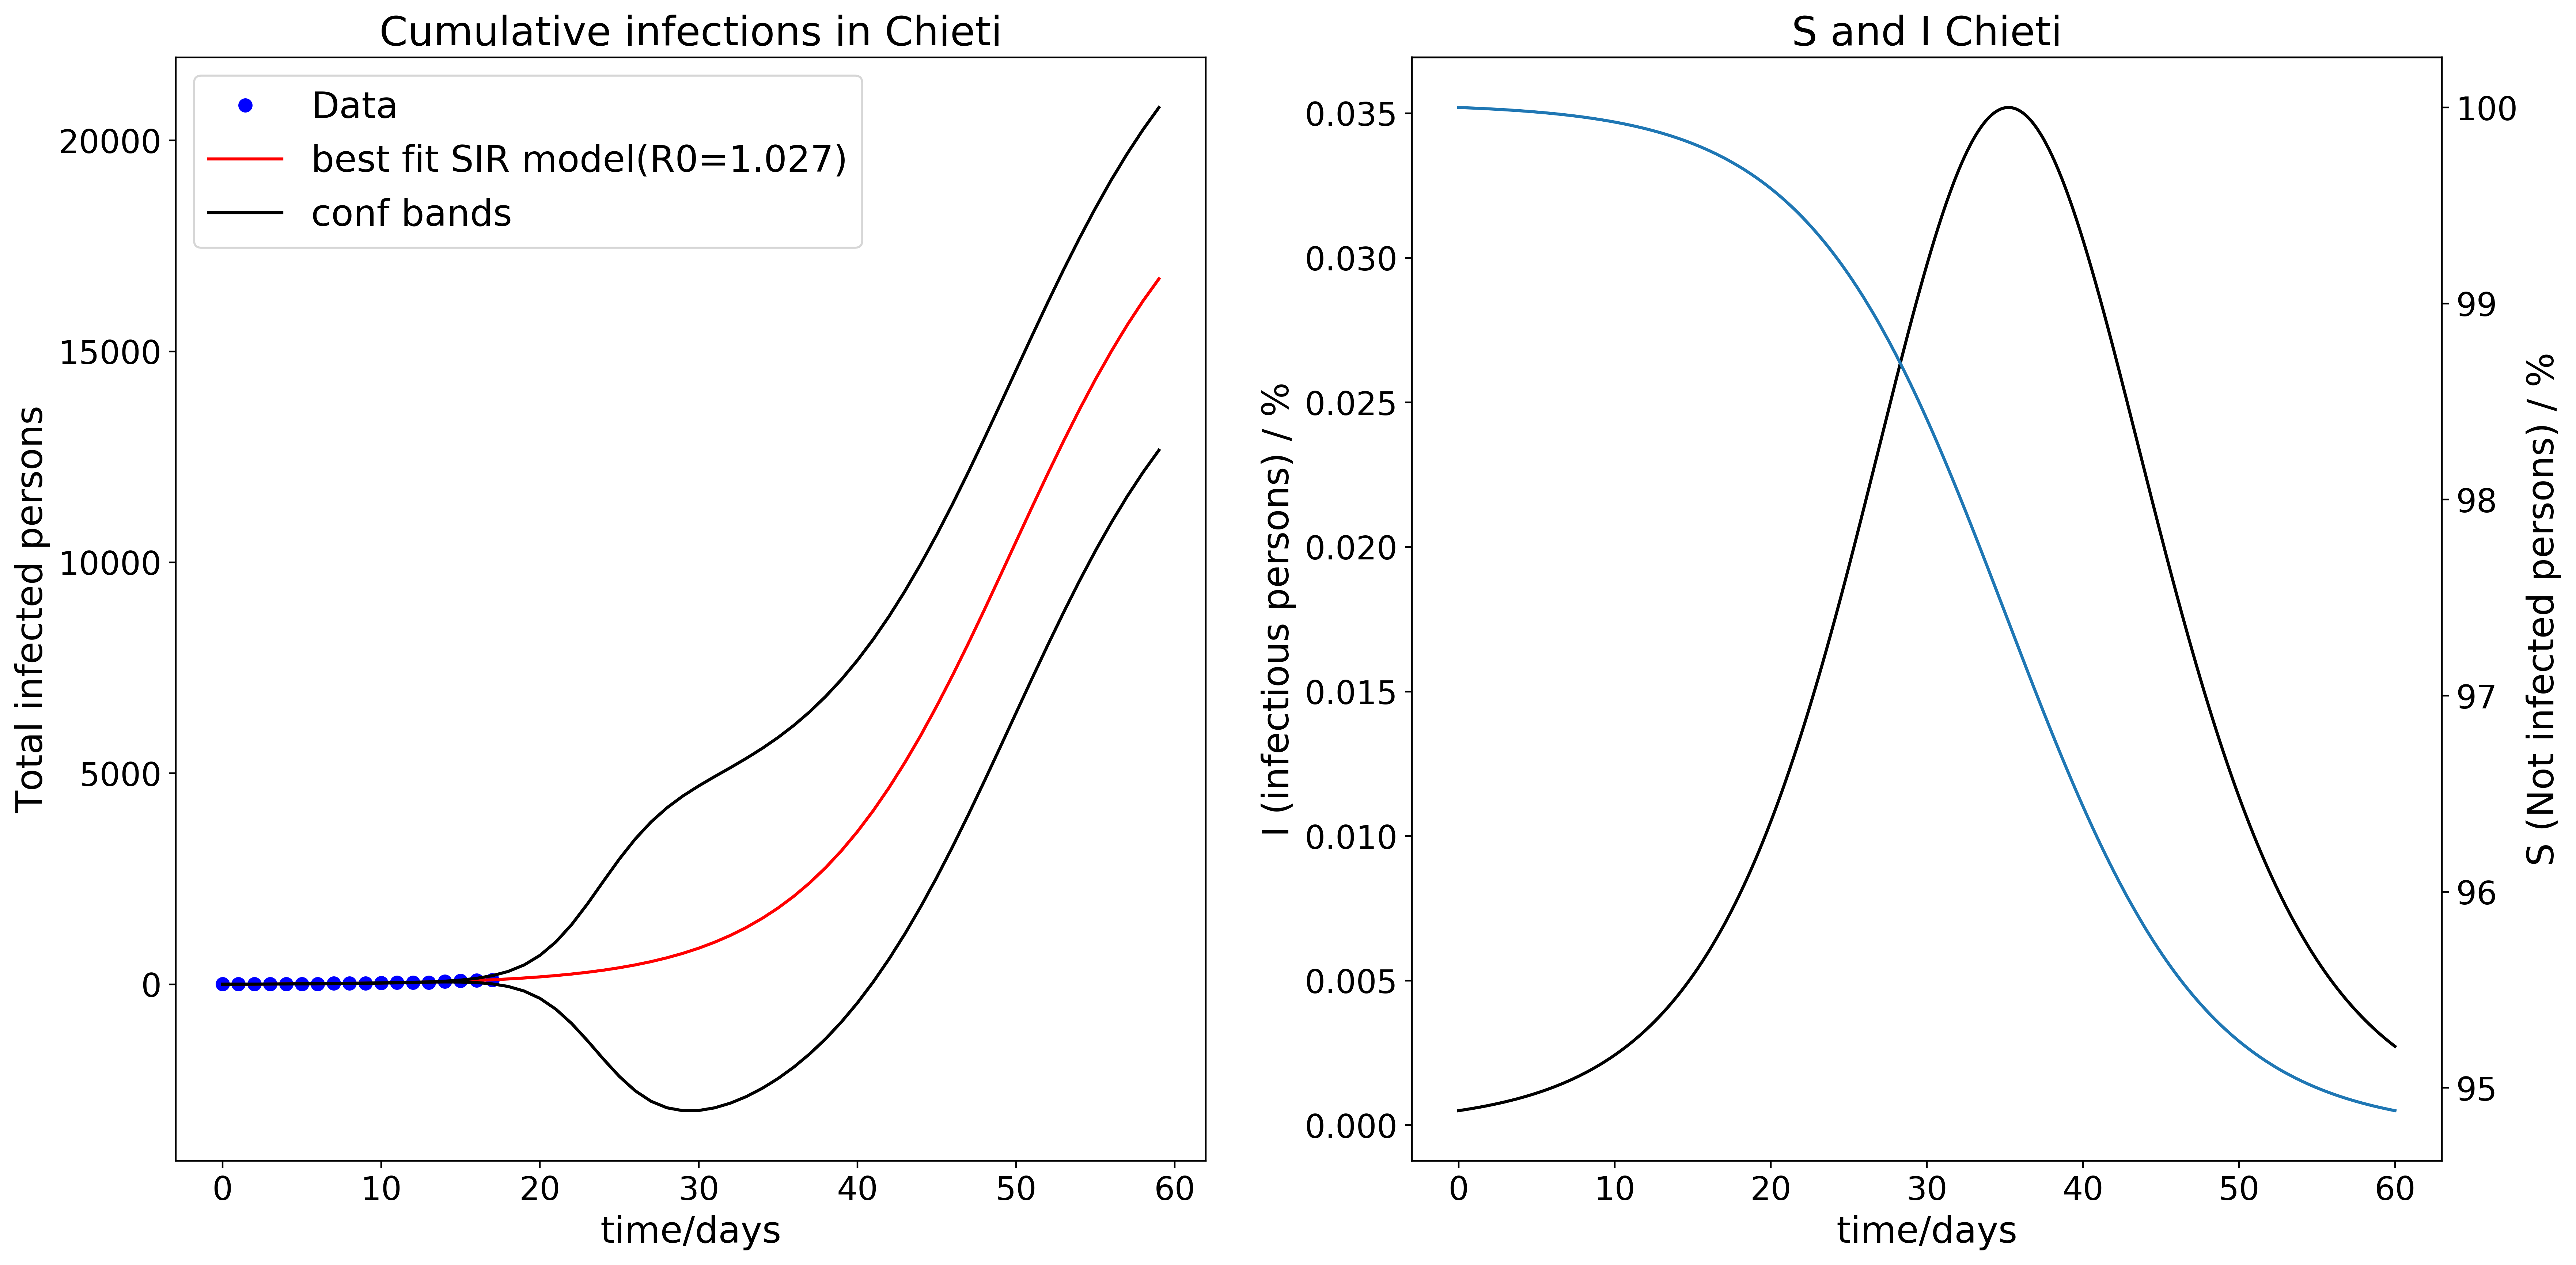 Cumulative infections in Chieti
Data
best fit SIR model(R0=1.027)
conf bands
Total infected persons
20000
15000
10000
5000
0
0 10 20 30 40 50 60
time/days
S and I Chieti
I (infectious persons) / %
0.035
0.030
0.025
0.020
0.015
0.010
0.005
0.000
100
99
98
97
96
95
S (Not infected persons) / %
0 10 20 30 40 50 60
time/days